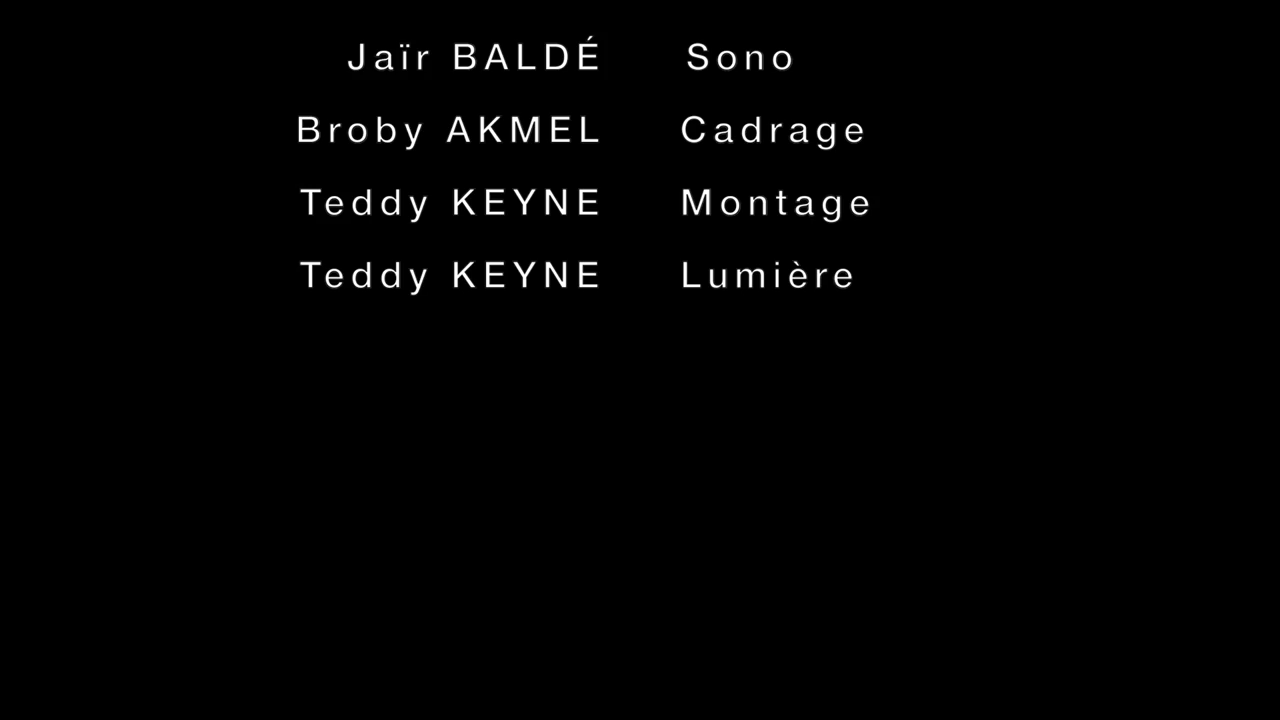 Jaïr BALDÉ Sono
Broby AKMEL Cadrage
Teddy KEYNE Montage
Teddy KEYNE Lumière